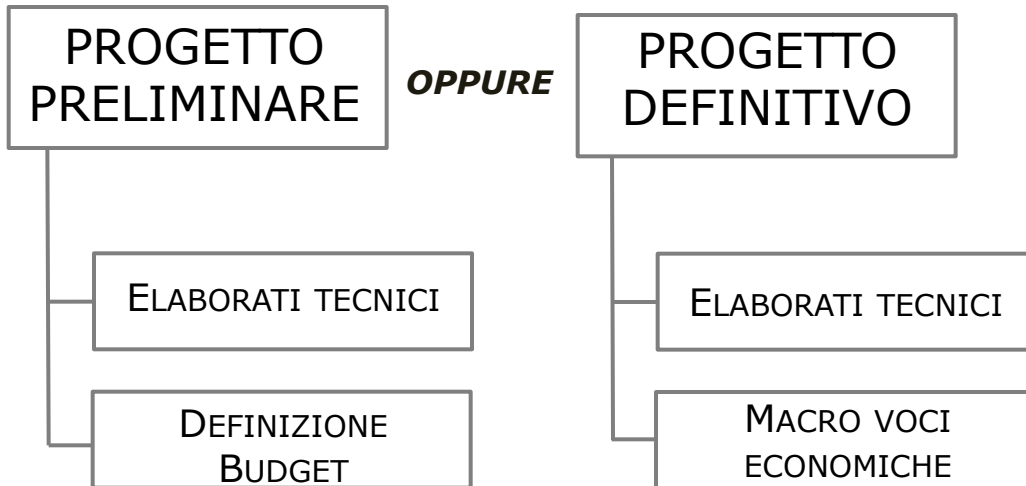 PROGETTO
PRELIMINARE
OPPURE
PROGETTO
DEFINITIVO
ELABORATI TECNICI
ELABORATI TECNICI
DEFINIZIONE
BUDGET
MACRO VOCI
ECONOMICHE